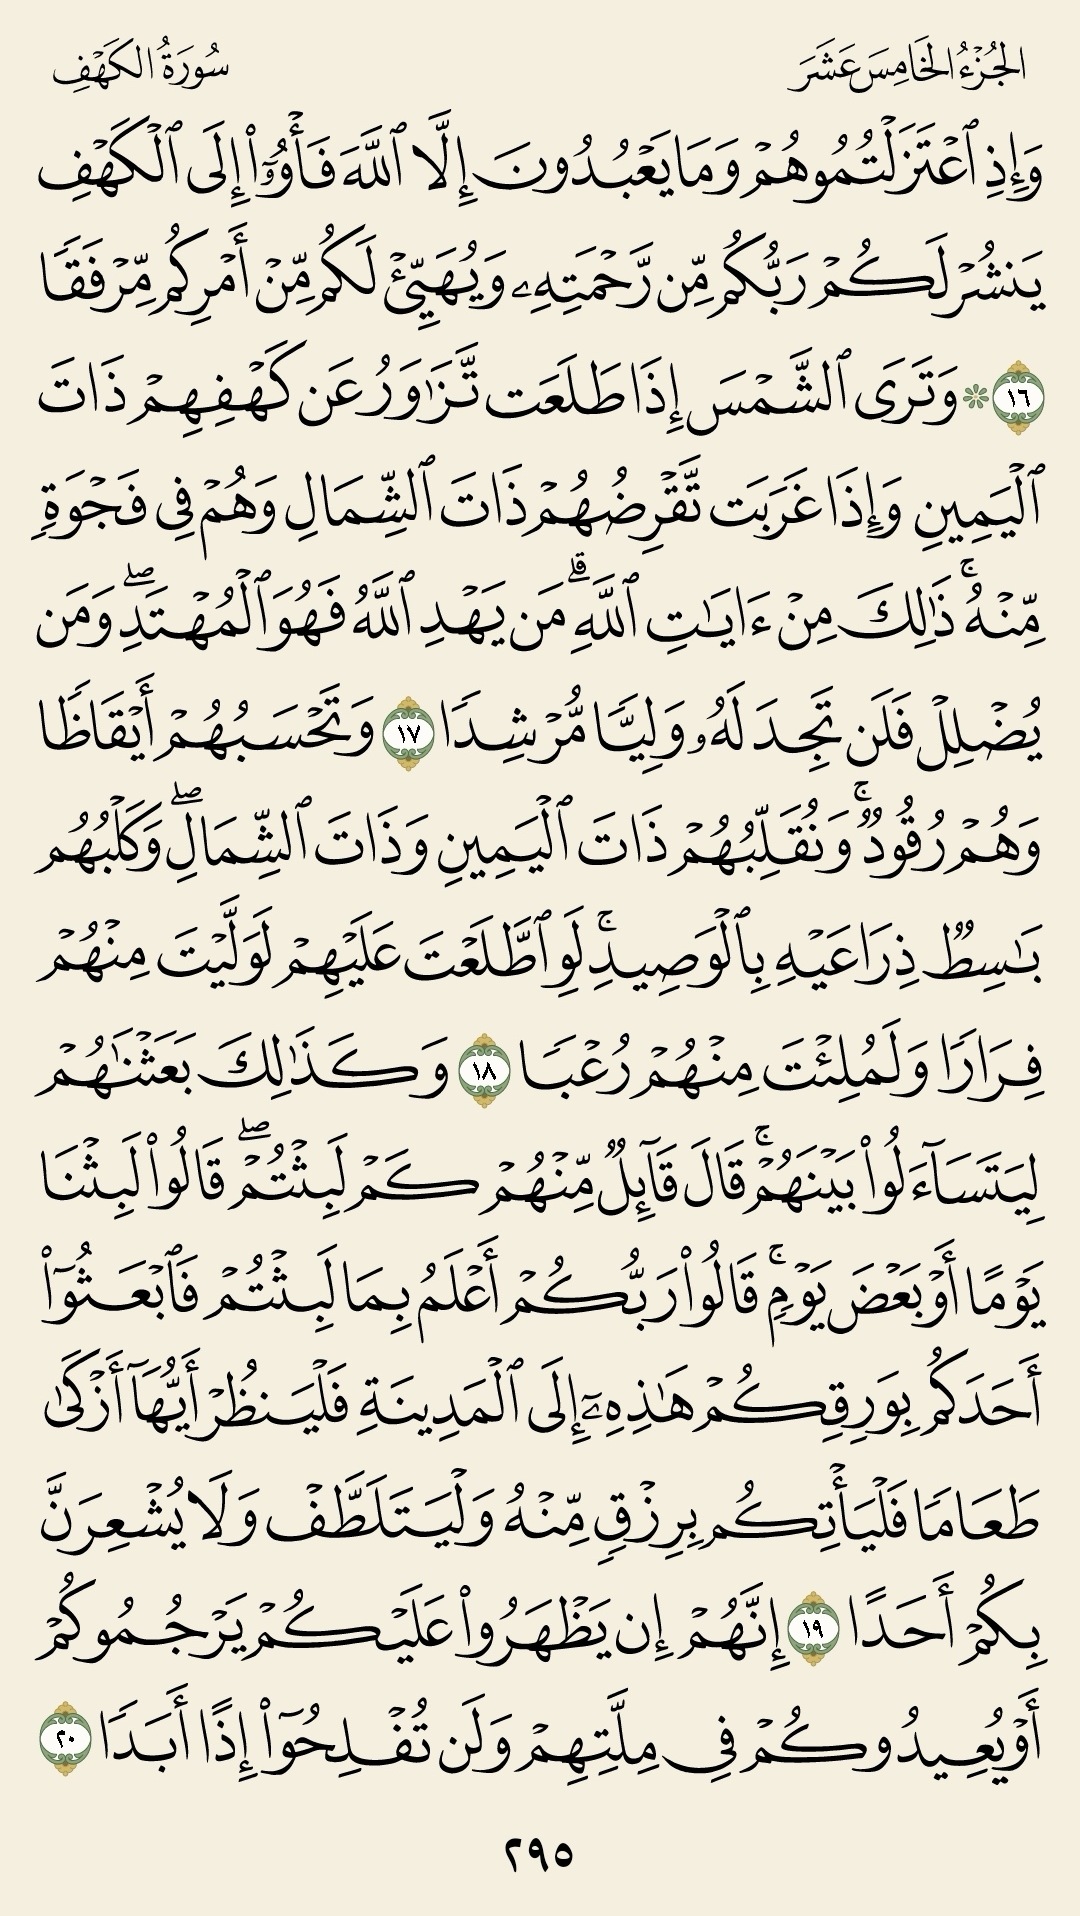 الجُزْءُ الخَامِسَ عَشَرَ
سُورَةُ الكَهْفِ
وَإِذِ ٱعْتَزَلْتُمُوهُمْ وَمَا يَعْبُدُونَ إِلَّا ٱللَّهَ فَأْوُۥٓا۟ إِلَى ٱلْكَهْفِ
يَنشُرْ لَكُمْ رَبُّكُم مِّن رَّحْمَتِهِۦ وَيُهَيِّئْ لَكُم مِّنْ أَمْرِكُم مِّرْفَقًا
١٦ ۞ وَتَرَى ٱلشَّمْسَ إِذَا طَلَعَت تَّزَٰوَرُ عَن كَهْفِهِمْ ذَاتَ
ٱلْيَمِينِ وَإِذَا غَرَبَت تَّقْرِضُهُمْ ذَاتَ ٱلشِّمَالِ وَهُمْ فِى فَجْوَةٍ
مِّنْهُ ۚ ذَٰلِكَ مِنْ ءَايَٰتِ ٱللَّهِ ۗ مَن يَهْدِ ٱللَّهُ فَهُوَ ٱلْمُهْتَدِ ۖ وَمَن
يُضْلِلْ فَلَن تَجِدَ لَهُۥ وَلِيًّا مُّرْشِدًا ١٧ وَتَحْسَبُهُمْ أَيْقَاظًا
وَهُمْ رُقُودٌ ۚ وَنُقَلِّبُهُمْ ذَاتَ ٱلْيَمِينِ وَذَاتَ ٱلشِّمَالِ ۖ وَكَلْبُهُم
بَٰسِطٌ ذِرَاعَيْهِ بِٱلْوَصِيدِ ۚ لَوِ ٱطَّلَعْتَ عَلَيْهِمْ لَوَلَّيْتَ مِنْهُمْ
فِرَارًا وَلَمُلِئْتَ مِنْهُمْ رُعْبًا ١٨ وَكَذَٰلِكَ بَعَثْنَٰهُمْ
لِيَتَسَآءَلُوا۟ بَيْنَهُمْ ۚ قَالَ قَآئِلٌ مِّنْهُمْ كَمْ لَبِثْتُمْ ۖ قَالُوا۟ لَبِثْنَا
يَوْمًا أَوْ بَعْضَ يَوْمٍ ۚ قَالُوا۟ رَبُّكُمْ أَعْلَمُ بِمَا لَبِثْتُمْ فَٱبْعَثُوٓا۟
أَحَدَكُم بِوَرِقِكُمْ هَٰذِهِۦٓ إِلَى ٱلْمَدِينَةِ فَلْيَنظُرْ أَيُّهَآ أَزْكَىٰ
طَعَامًا فَلْيَأْتِكُم بِرِزْقٍ مِّنْهُ وَلْيَتَلَطَّفْ وَلَا يُشْعِرَنَّ
بِكُمْ أَحَدًا ١٩ إِنَّهُمْ إِن يَظْهَرُوا۟ عَلَيْكُمْ يَرْجُمُوكُمْ
أَوْ يُعِيدُوكُمْ فِى مِلَّتِهِمْ وَلَن تُفْلِحُوٓا۟ إِذًا أَبَدًا ٢٠
٢٩٥